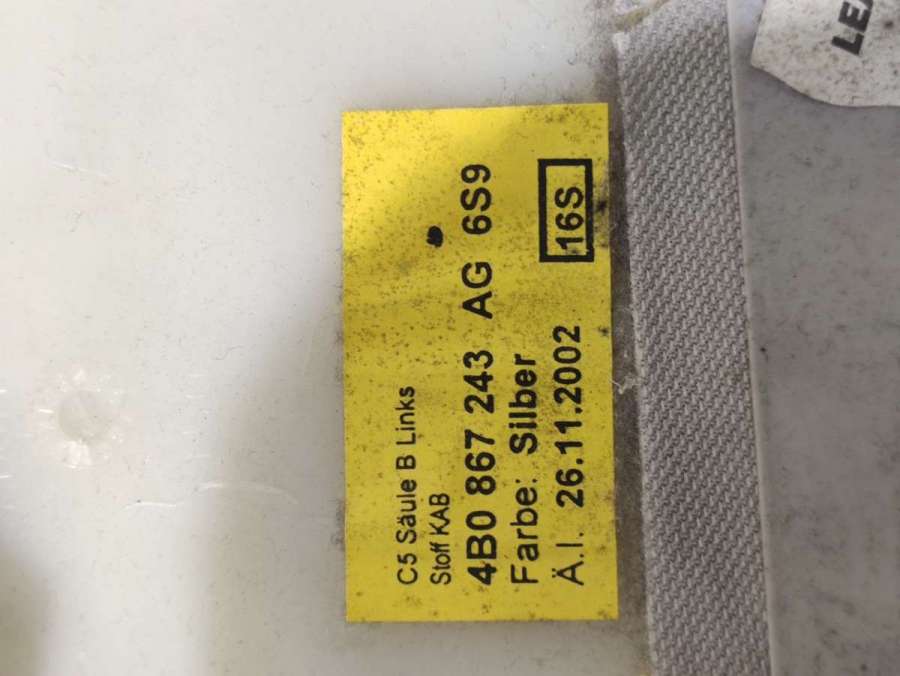 C5 Säule B Links
Stoff KAB
4B0 867 243 AG 6S9
Farbe: Silber
Ä.I. 26.11.2002 16S